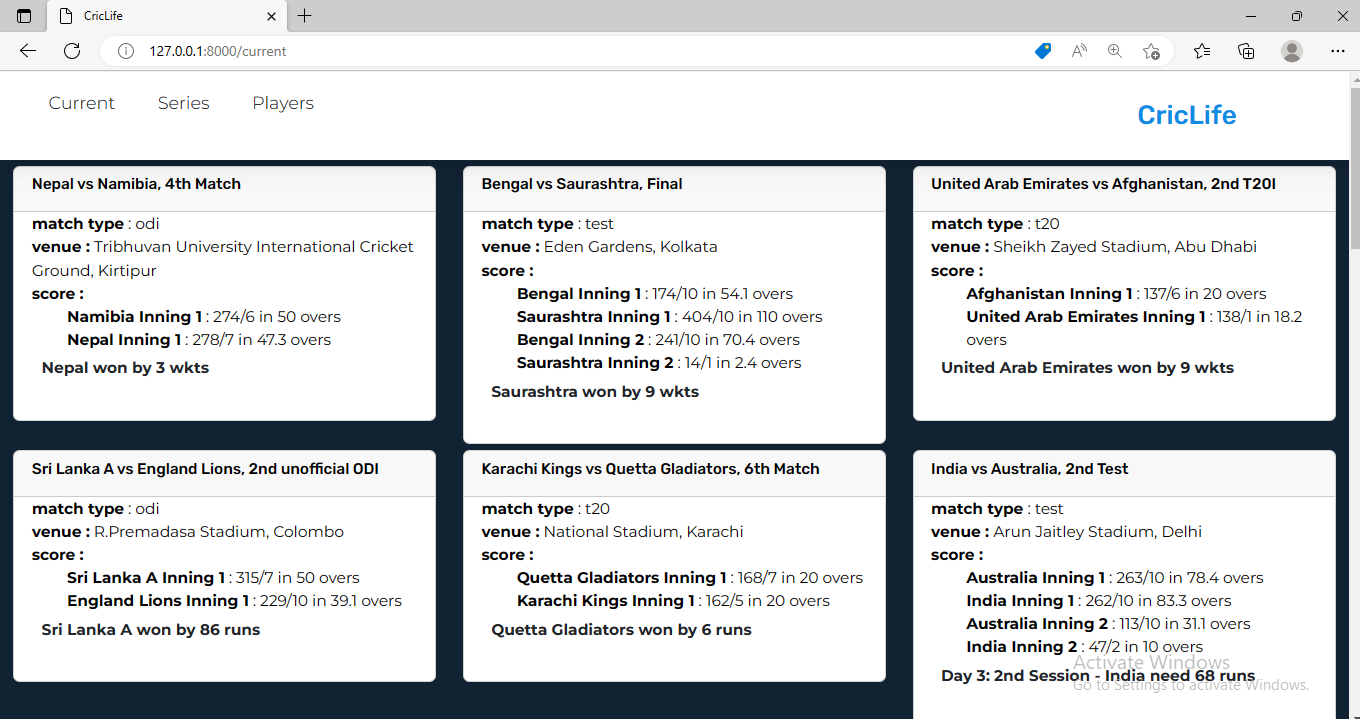 CricLife
127.0.0.1:8000/current
Current Series Players
CricLife
Nepal vs Namibia, 4th Match
match type : odi
venue : Tribhuvan University International Cricket
Ground, Kirtipur
score :
Namibia Inning 1 : 274/6 in 50 overs
Nepal Inning 1 : 278/7 in 47.3 overs
Nepal won by 3 wkts
Bengal vs Saurashtra, Final
match type : test
venue : Eden Gardens, Kolkata
score :
Bengal Inning 1 : 174/10 in 54.1 overs
Saurashtra Inning 1 : 404/10 in 110 overs
Bengal Inning 2 : 241/10 in 70.4 overs
Saurashtra Inning 2 : 14/1 in 2.4 overs
Saurashtra won by 9 wkts
United Arab Emirates vs Afghanistan, 2nd T20I
match type : t20
venue : Sheikh Zayed Stadium, Abu Dhabi
score :
Afghanistan Inning 1 : 137/6 in 20 overs
United Arab Emirates Inning 1 : 138/1 in 18.2
overs
United Arab Emirates won by 9 wkts
Sri Lanka A vs England Lions, 2nd unofficial ODI
match type : odi
venue : R.Premadasa Stadium, Colombo
score :
Sri Lanka A Inning 1 : 315/7 in 50 overs
England Lions Inning 1 : 229/10 in 39.1 overs
Sri Lanka A won by 86 runs
Karachi Kings vs Quetta Gladiators, 6th Match
match type : t20
venue : National Stadium, Karachi
score :
Quetta Gladiators Inning 1 : 168/7 in 20 overs
Karachi Kings Inning 1 : 162/5 in 20 overs
Quetta Gladiators won by 6 runs
India vs Australia, 2nd Test
match type : test
venue : Arun Jaitley Stadium, Delhi
score :
Australia Inning 1 : 263/10 in 78.4 overs
India Inning 1 : 262/10 in 83.3 overs
Australia Inning 2 : 113/10 in 31.1 overs
India Inning 2 : 47/2 in 10 overs
Day 3: 2nd Session - India need 68 runs
Activate Windows
Go to Settings to activate Windows.